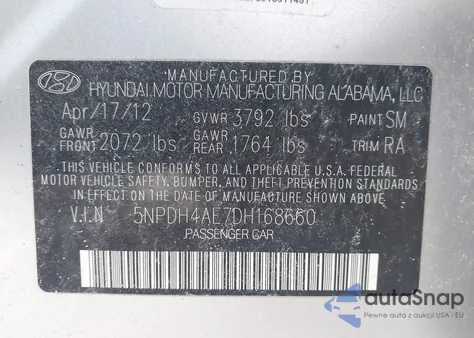 MANUFACTURED BY
HYUNDAI MOTOR MANUFACTURING ALABAMA, LLC
Apr/17/12 GVWR 3792 lbs PAINT SM
GAWR FRONT 2072 lbs GAWR REAR 1764 lbs TRIM RA
THIS VEHICLE CONFORMS TO ALL APPLICABLE U.S.A FEDERAL
MOTOR VEHICLE SAFETY, BUMPER, AND THEFT PREVENTION STANDARDS
IN EFFECT ON THE DATE OF MANUFACTURE SHOWN ABOVE.
V.I.N 5NPDH4AE7DH168660
PASSENGER CAR
autoSnap
Pewne auta z aukcji USA - EU